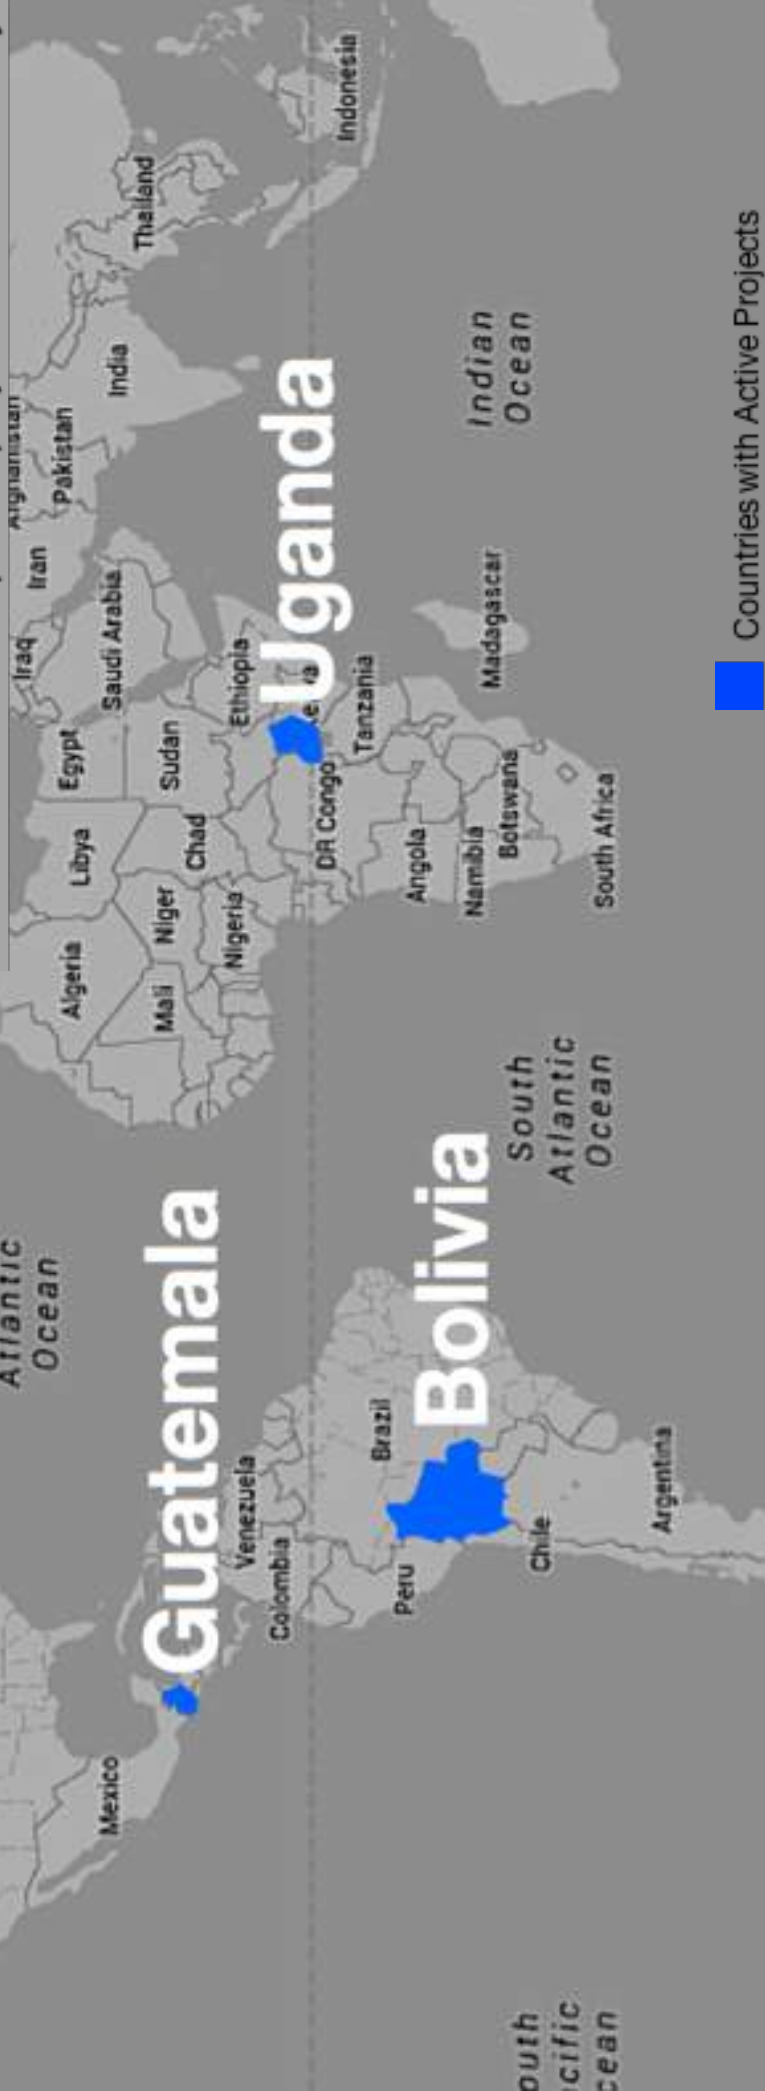 Atlantic
Ocean
Mexico
Guatemala
Venezuela
Colombia
Brazil
Peru
Bolivia
Chile
Argentina
South
Atlantic
Ocean
Algeria
Libya
Egypt
Mali
Niger
Chad
Sudan
Nigeria
Ethiopia
Uganda
DR Congo
Tanzania
Angola
Namibia
Botswana
Madagascar
South Africa
Iraq
Iran
Afghanistan
Pakistan
Saudi Arabia
India
Thailand
Indonesia
Indian
Ocean
Countries with Active Projects